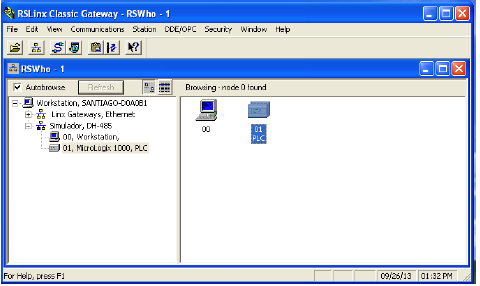 RSLinx Classic Gateway - RSWho - 1
File Edit View Communications Station DDE/OPC Security Window Help
RSWho - 1
Autobrowse Refresh Browsing - node 0 found
Workstation, SANTIAGO-D0A0B1
Linx Gateways, Ethernet
Simulador, DH-485
00, Workstation,
01, MicroLogix 1000, PLC
00
01
PLC
For Help, press F1 09/26/13 01:32 PM